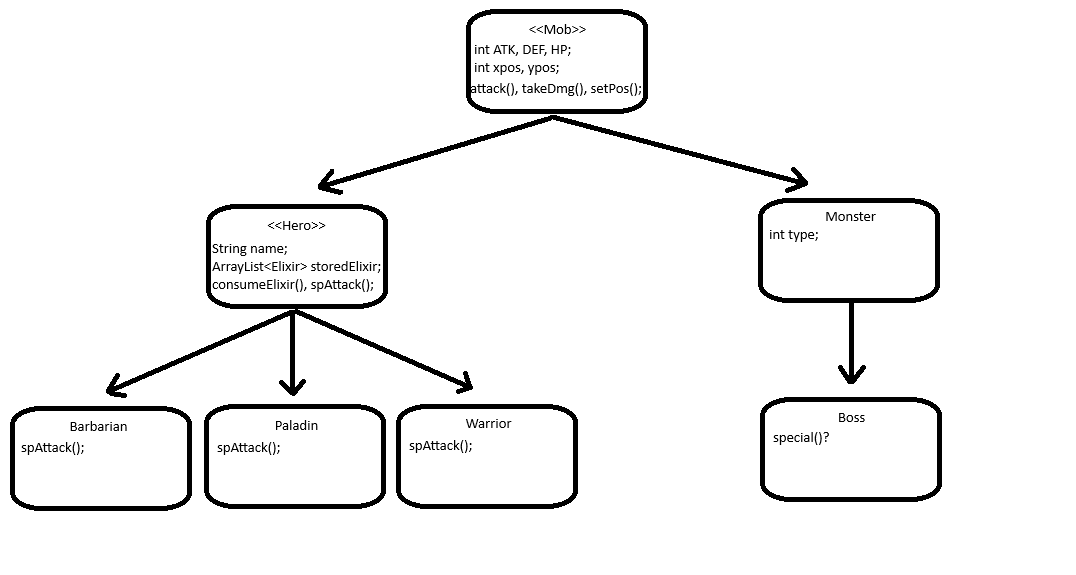 <<Mob>>
int ATK, DEF, HP;
int xpos, ypos;
attack(), takeDmg(), setPos();
<<Hero>>
String name;
ArrayList<Elixir> storedElixir;
consumeElixir(), spAttack();
Monster
int type;
Barbarian
spAttack();
Paladin
spAttack();
Warrior
spAttack();
Boss
special()?